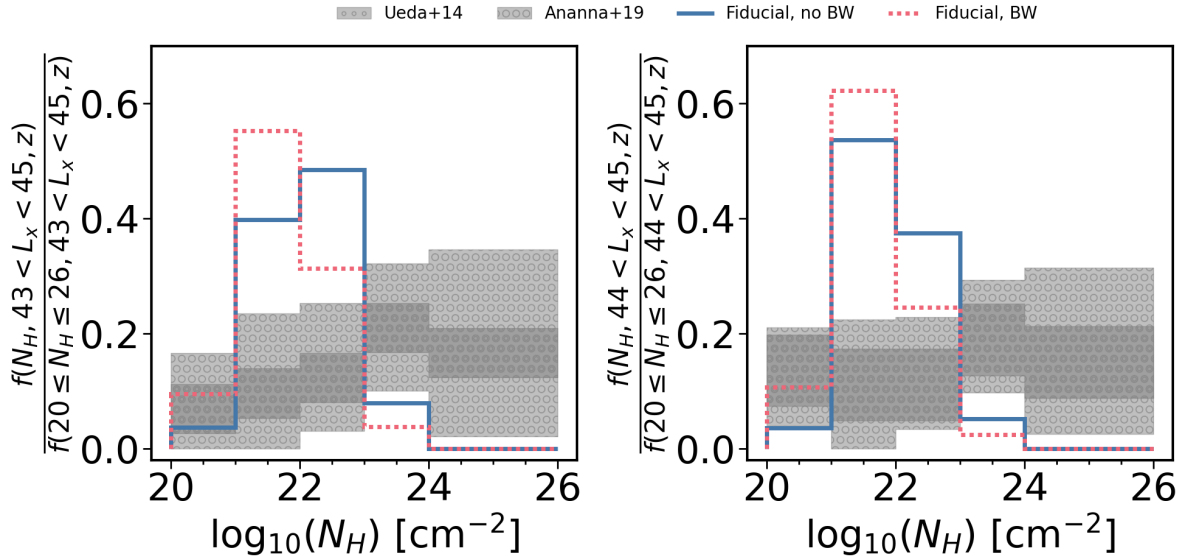 Ueda+14 Ananna+19 Fiducial, no BW Fiducial, BW
f(N_H, 43 < L_x < 45, z)
f(20 ≤ N_H ≤ 26, 43 < L_x < 45, z)
0.6
0.4
0.2
0.0
20 22 24 26
log₁₀(N_H) [cm⁻²]
f(N_H, 44 < L_x < 45, z)
f(20 ≤ N_H ≤ 26, 44 < L_x < 45, z)
0.6
0.4
0.2
0.0
20 22 24 26
log₁₀(N_H) [cm⁻²]